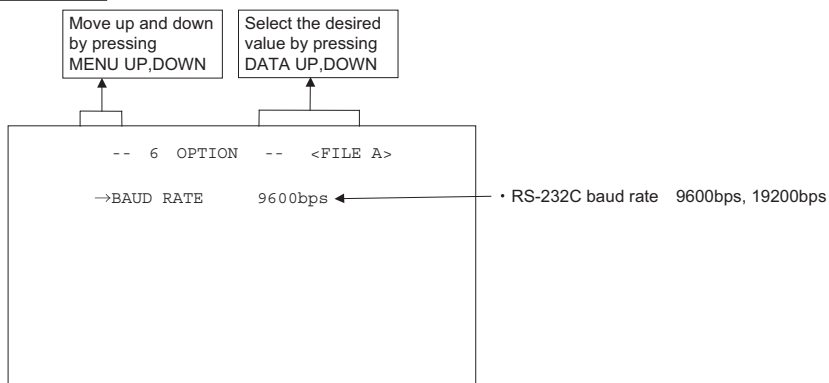 Move up and down
by pressing
MENU UP,DOWN
Select the desired
value by pressing
DATA UP,DOWN
-- 6 OPTION -- <FILE A>
→BAUD RATE 9600bps
・RS-232C baud rate 9600bps, 19200bps